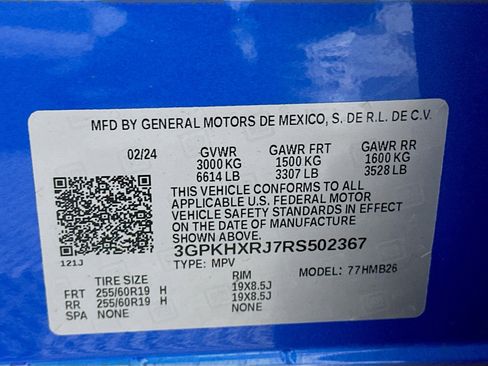 MFD BY GENERAL MOTORS DE MEXICO, S. DE R.L. DE C.V.
02/24 GVWR GAWR FRT GAWR RR
3000 KG 1500 KG 1600 KG
6614 LB 3307 LB 3528 LB
THIS VEHICLE CONFORMS TO ALL
APPLICABLE U.S. FEDERAL MOTOR
VEHICLE SAFETY STANDARDS IN EFFECT
ON THE DATE OF MANUFACTURE
SHOWN ABOVE.
3GPKHXRJ7RS502367
121J
TYPE: MPV MODEL: 77HMB26
TIRE SIZE RIM
FRT 255/60R19 H 19X8.5J
RR 255/60R19 H 19X8.5J
SPA NONE NONE